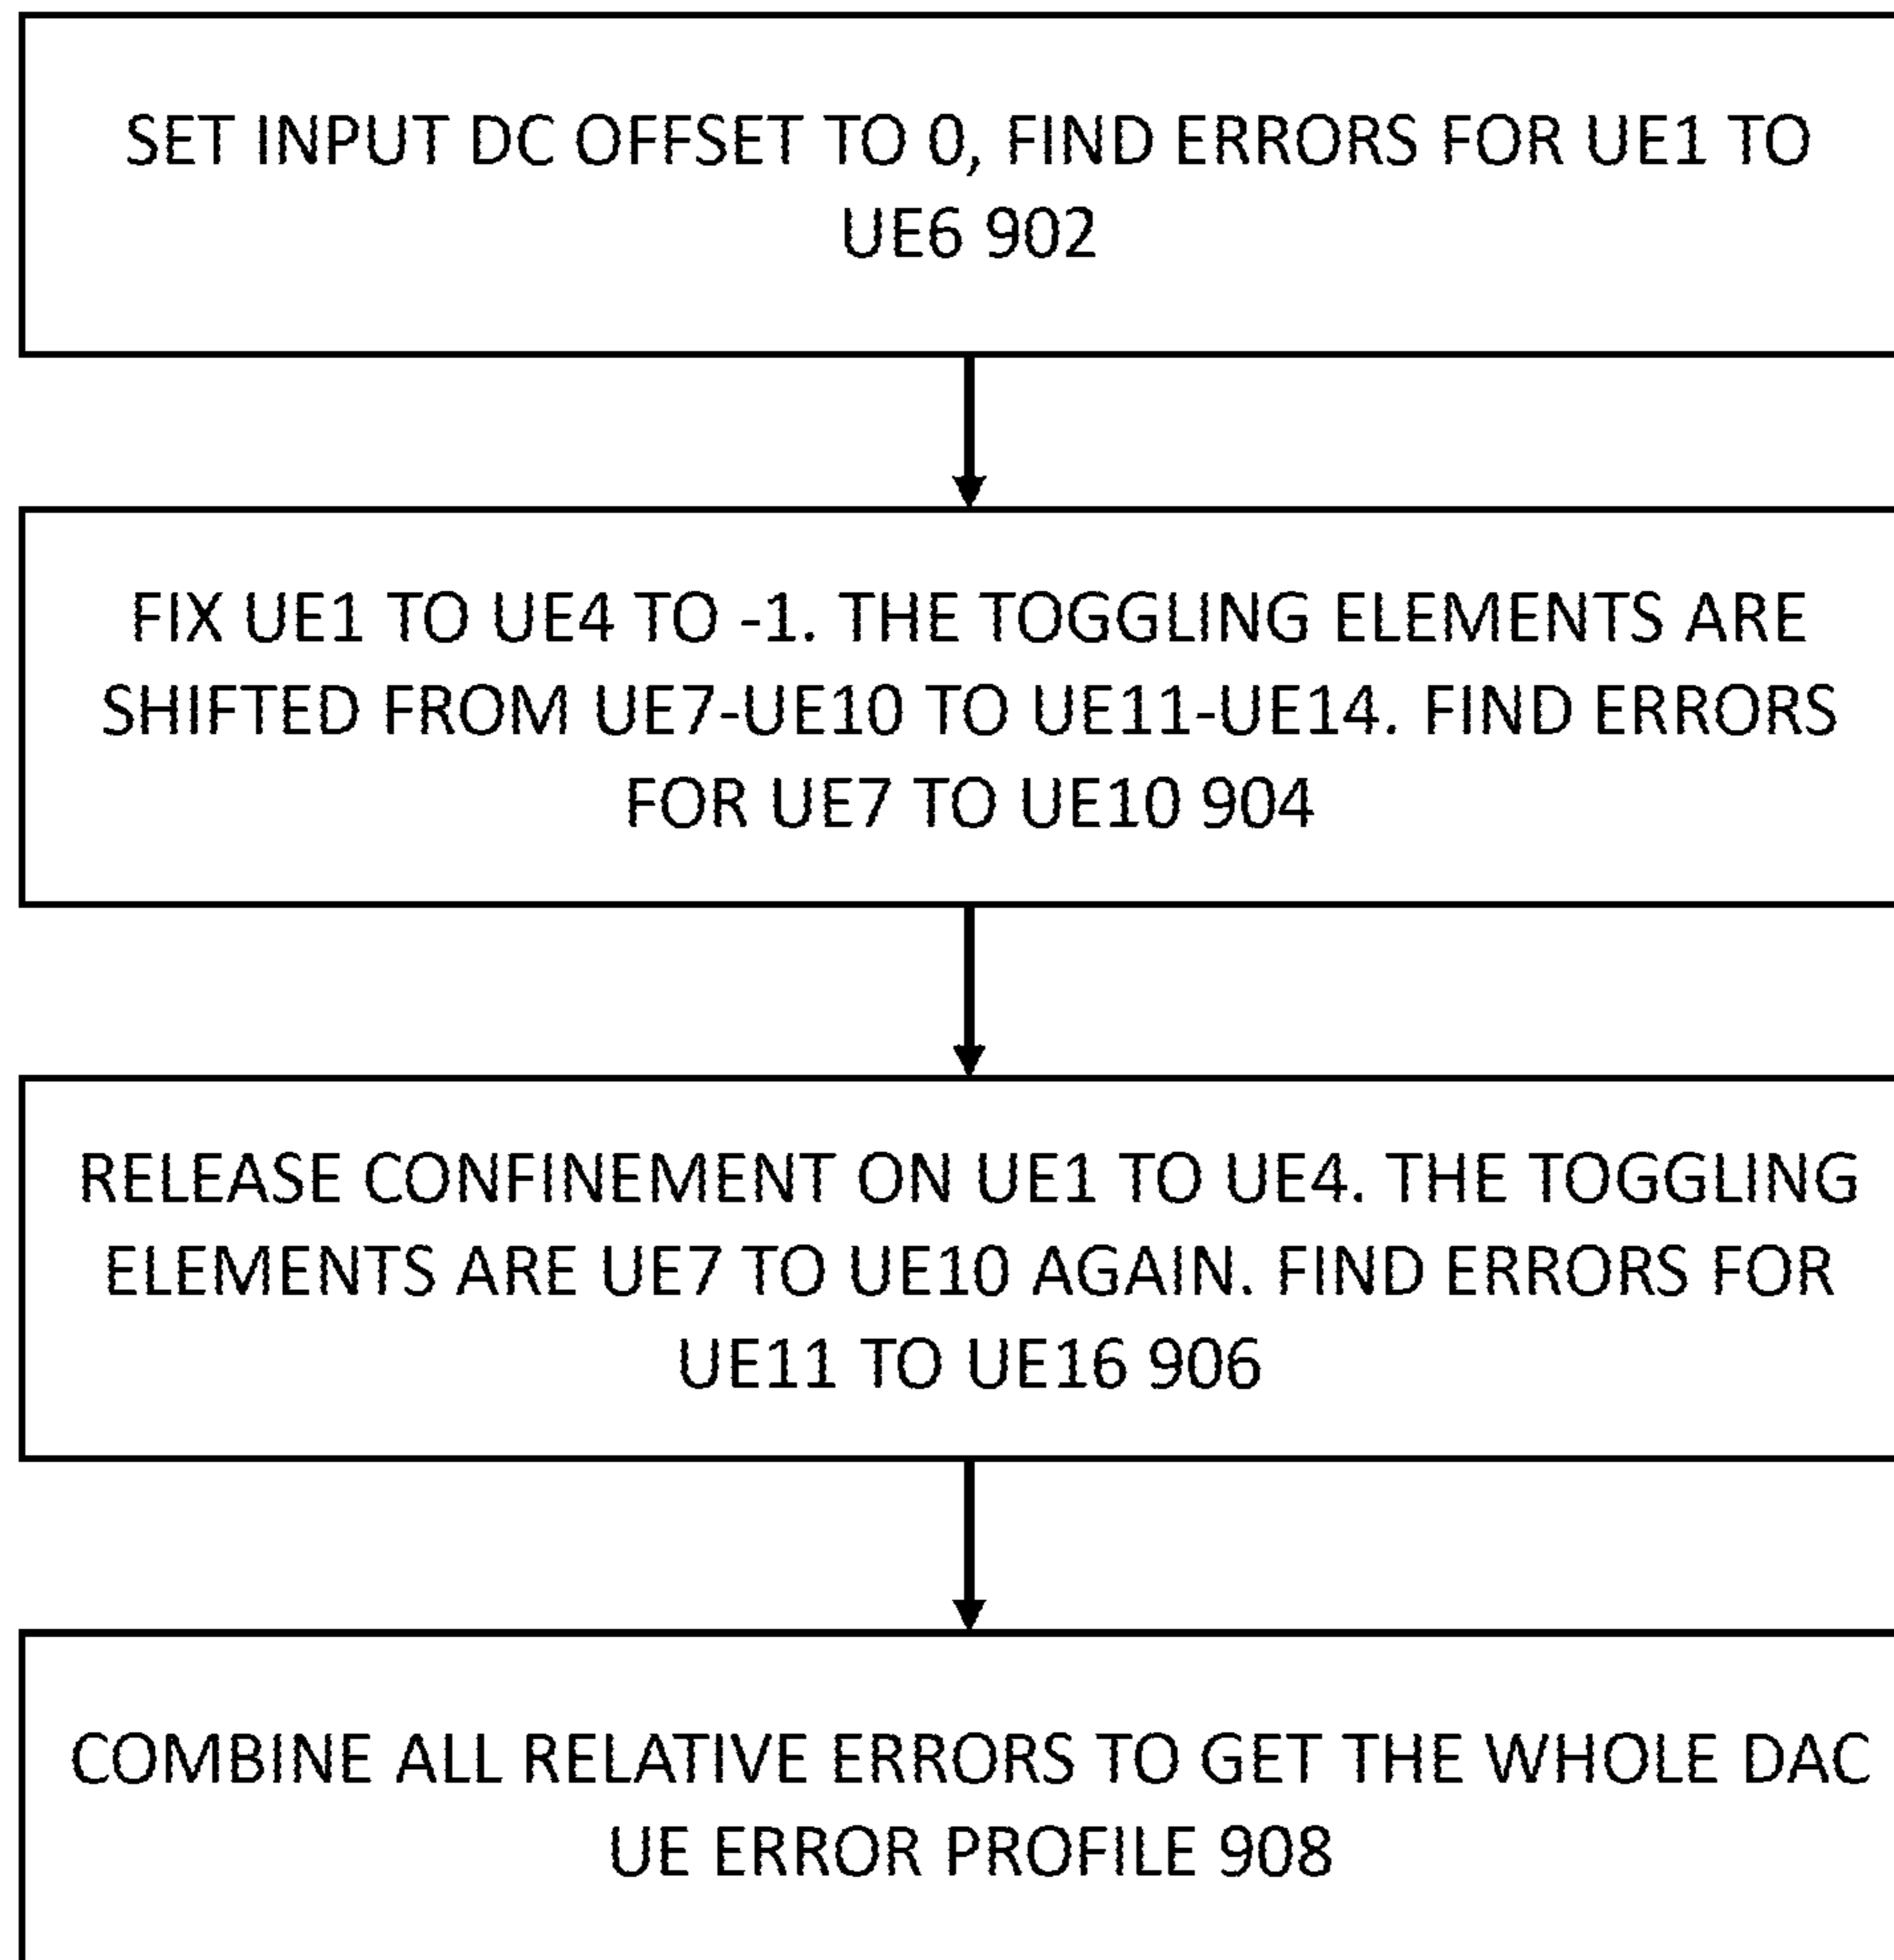 SET INPUT DC OFFSET TO 0, FIND ERRORS FOR UE1 TO
UE6 902
FIX UE1 TO UE4 TO -1. THE TOGGLING ELEMENTS ARE
SHIFTED FROM UE7-UE10 TO UE11-UE14. FIND ERRORS
FOR UE7 TO UE10 904
RELEASE CONFINEMENT ON UE1 TO UE4. THE TOGGLING
ELEMENTS ARE UE7 TO UE10 AGAIN. FIND ERRORS FOR
UE11 TO UE16 906
COMBINE ALL RELATIVE ERRORS TO GET THE WHOLE DAC
UE ERROR PROFILE 908